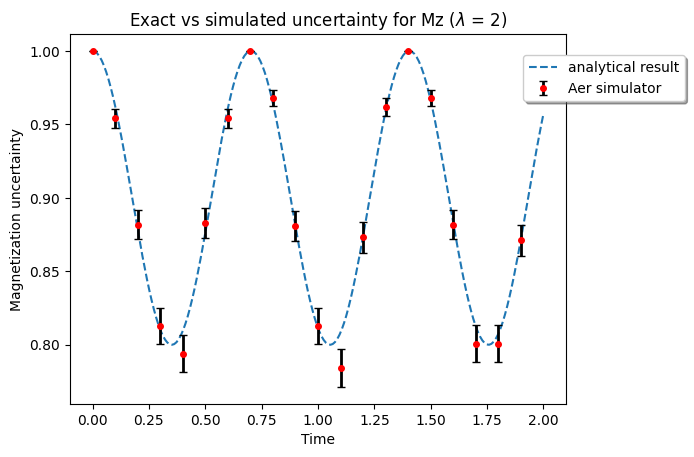 Exact vs simulated uncertainty for Mz (λ = 2)
analytical result
Aer simulator
Magnetization uncertainty
1.00
0.95
0.90
0.85
0.80
0.00 0.25 0.50 0.75 1.00 1.25 1.50 1.75 2.00
Time